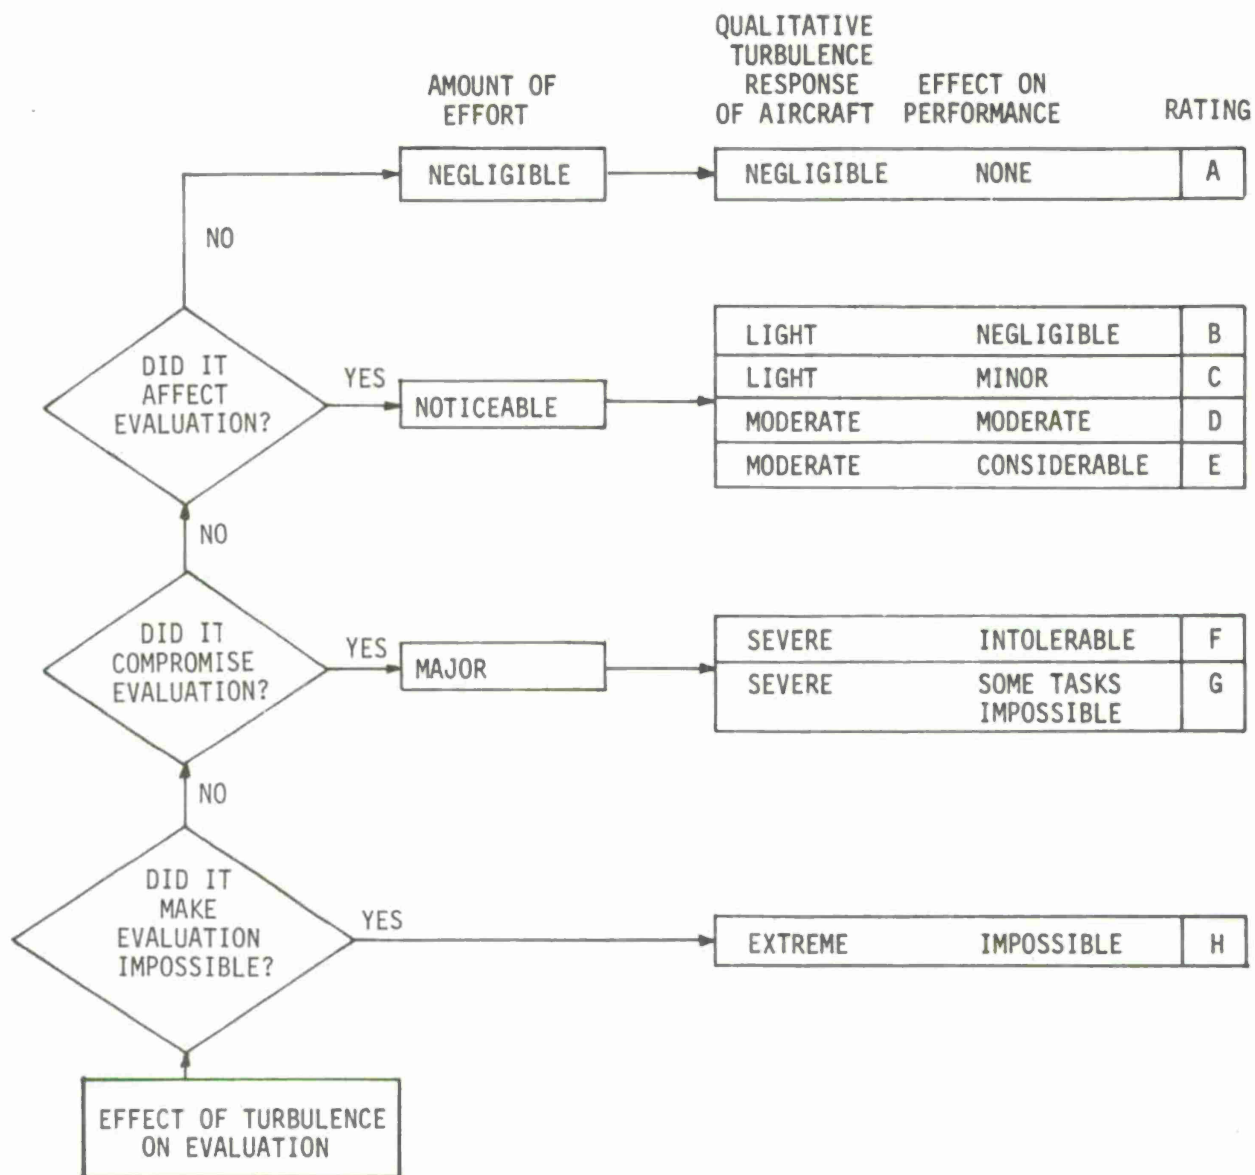 QUALITATIVE
TURBULENCE
AMOUNT OF RESPONSE EFFECT ON
EFFORT OF AIRCRAFT PERFORMANCE RATING
NEGLIGIBLE NEGLIGIBLE NONE A
NO
DID IT
AFFECT
EVALUATION?
YES
NOTICEABLE
LIGHT NEGLIGIBLE B
LIGHT MINOR C
MODERATE MODERATE D
MODERATE CONSIDERABLE E
NO
DID IT
COMPROMISE
EVALUATION?
YES
MAJOR
SEVERE INTOLERABLE F
SEVERE SOME TASKS G
IMPOSSIBLE
NO
DID IT
MAKE
EVALUATION
IMPOSSIBLE?
YES
EXTREME IMPOSSIBLE H
EFFECT OF TURBULENCE
ON EVALUATION